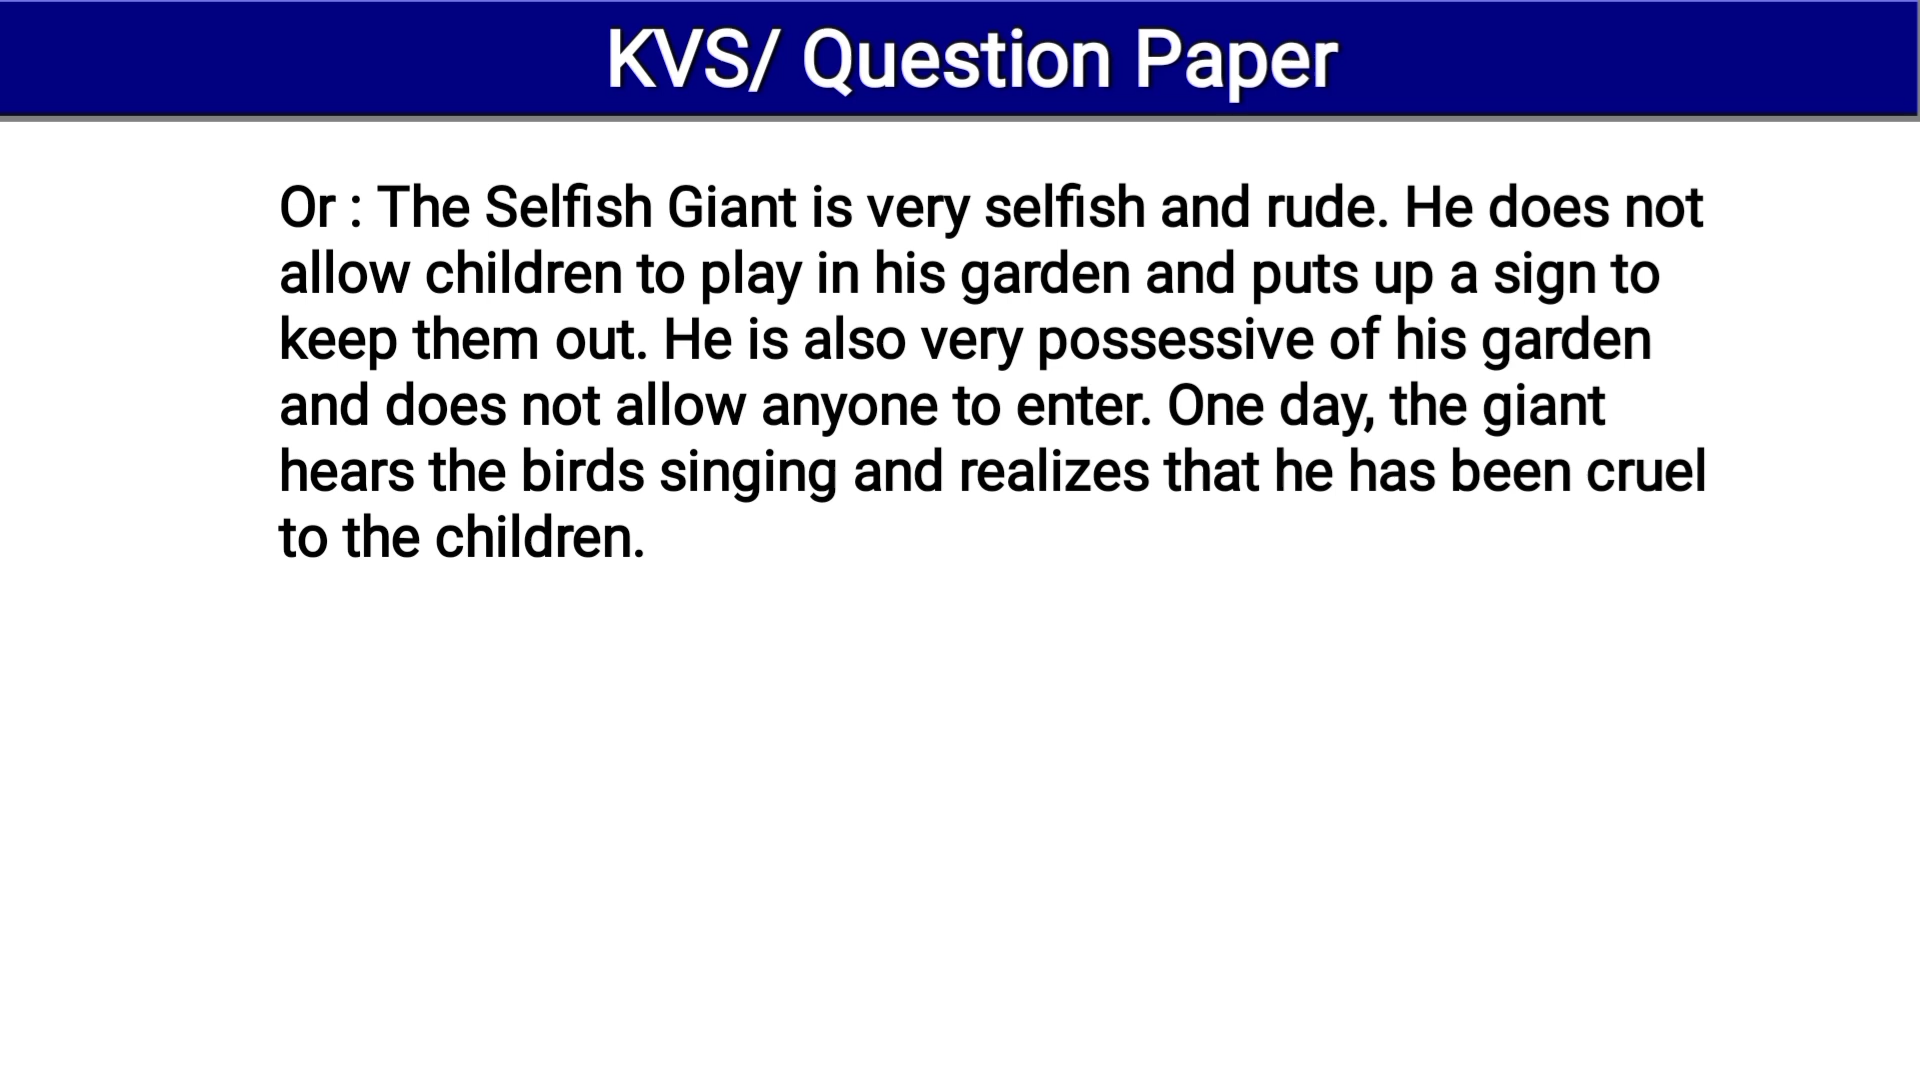 KVS/ Question Paper
Or : The Selfish Giant is very selfish and rude. He does not
allow children to play in his garden and puts up a sign to
keep them out. He is also very possessive of his garden
and does not allow anyone to enter. One day, the giant
hears the birds singing and realizes that he has been cruel
to the children.